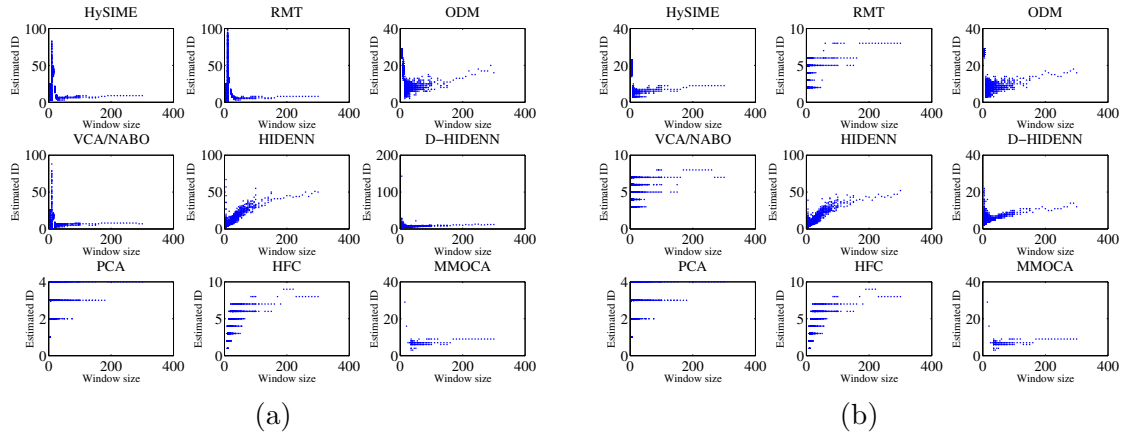 HySIME RMT ODM HySIME RMT ODM
100 100 40 40 10 40
Estimated ID Estimated ID Estimated ID Estimated ID Estimated ID Estimated ID
50 50 20 20 5 20
0 0 0 0 0 0
0 200 400 0 200 400 0 200 400 0 200 400 0 200 400 0 200 400
Window size Window size Window size Window size Window size Window size
VCA/NABO HIDENN D−HIDENN VCA/NABO HIDENN D−HIDENN
100 100 200 10 100 40
Estimated ID Estimated ID Estimated ID Estimated ID Estimated ID Estimated ID
50 50 100 5 50 20
0 0 0 0 0 0
0 200 400 0 200 400 0 200 400 0 200 400 0 200 400 0 200 400
Window size Window size Window size Window size Window size Window size
PCA HFC MMOCA PCA HFC MMOCA
4 10 40 4 10 40
Estimated ID Estimated ID Estimated ID Estimated ID Estimated ID Estimated ID
2 5 20 2 5 20
0 0 0 0 0 0
0 200 400 0 200 400 0 200 400 0 200 400 0 200 400 0 200 400
Window size Window size Window size Window size Window size Window size
(a) (b)